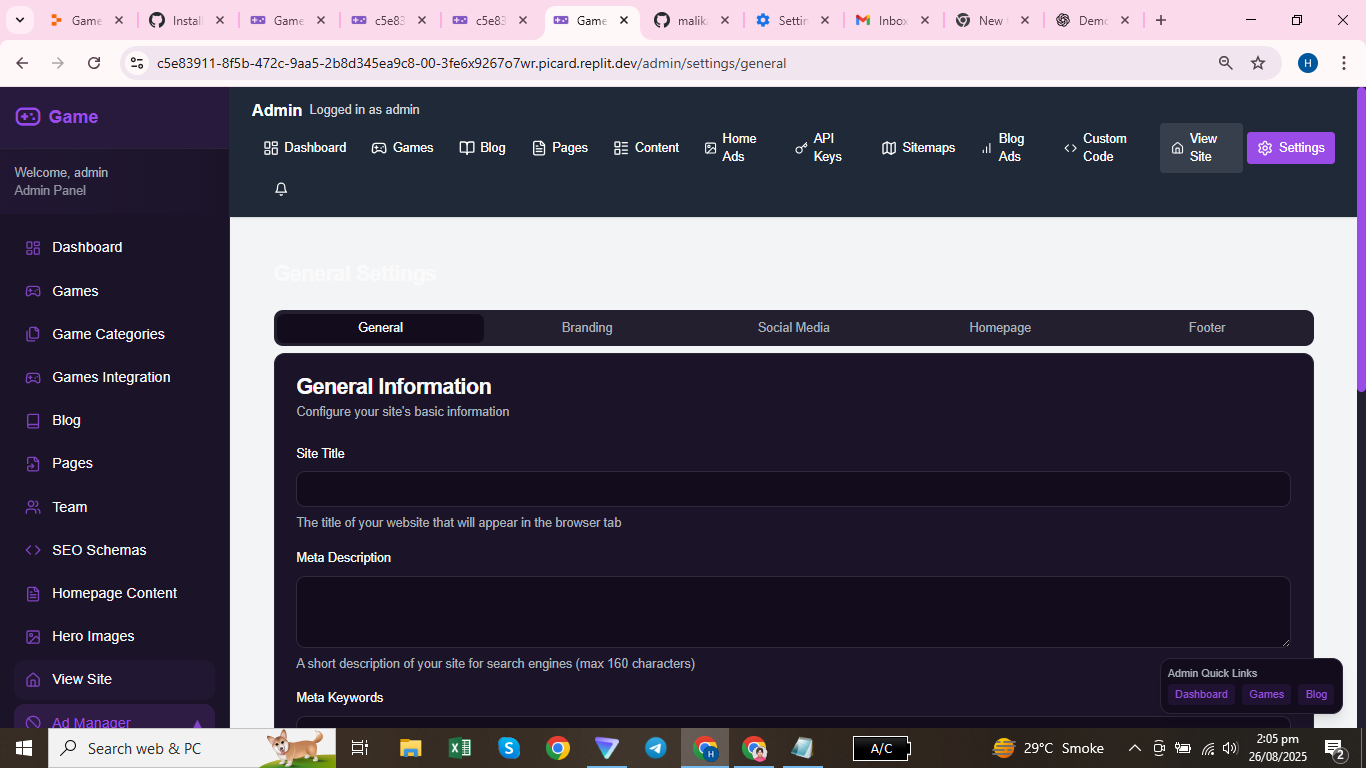 Game
Install
Game
c5e83
c5e83
Game
malik
Settin
Inbox
New
Demo
c5e83911-8f5b-472c-9aa5-2b8d345ea9c8-00-3fe6x9267o7wr.picard.replit.dev/admin/settings/general
H
Game
Welcome, admin
Admin Panel
Dashboard
Games
Game Categories
Games Integration
Blog
Pages
Team
SEO Schemas
Homepage Content
Hero Images
View Site
Ad Manager
Admin Logged in as admin
Dashboard
Games
Blog
Pages
Content
Home Ads
API Keys
Sitemaps
Blog Ads
Custom Code
View Site
Settings
General Settings
General
Branding
Social Media
Homepage
Footer
General Information
Configure your site's basic information
Site Title
The title of your website that will appear in the browser tab
Meta Description
A short description of your site for search engines (max 160 characters)
Meta Keywords
Admin Quick Links
Dashboard
Games
Blog
Search web & PC
A/C
29°C Smoke
2:05 pm
26/08/2025
2